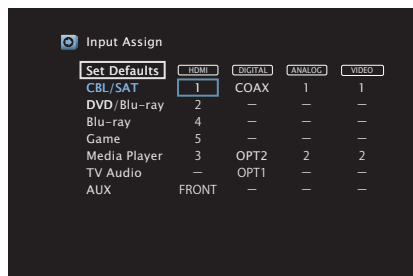 Input Assign
Set Defaults HDMI DIGITAL ANALOG VIDEO
CBL/SAT 1 COAX 1 1
DVD/Blu-ray 2 – – –
Blu-ray 4 – – –
Game 5 – – –
Media Player 3 OPT2 2 2
TV Audio – OPT1 – –
AUX FRONT – – –